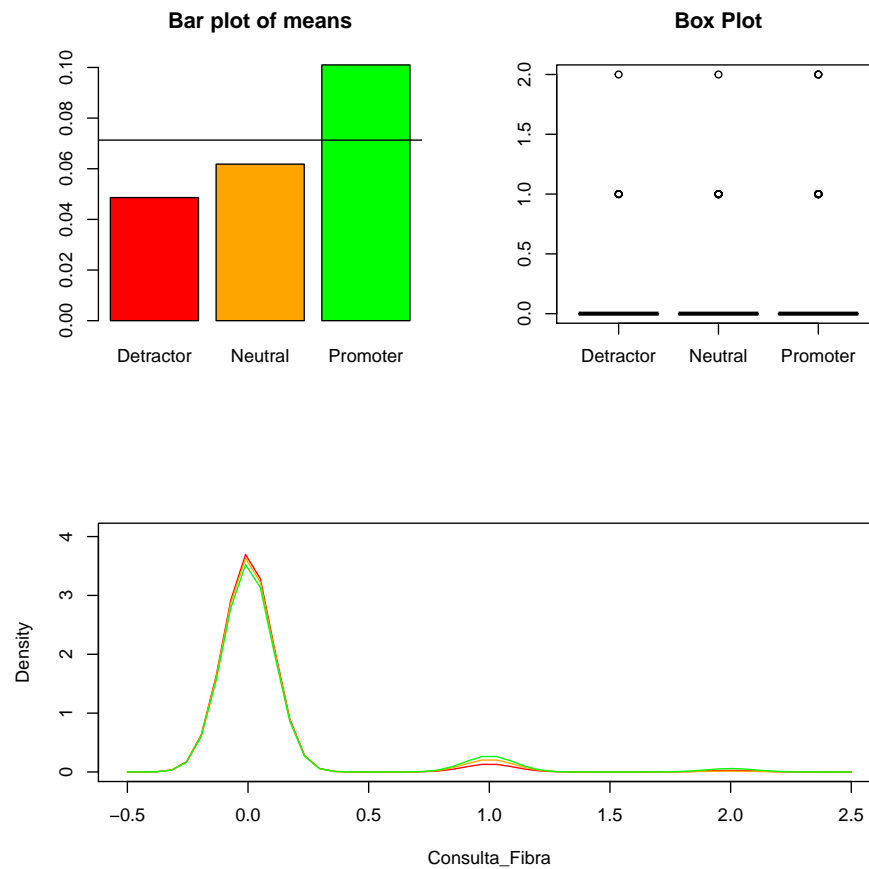 Bar plot of means
0.00 0.02 0.04 0.06 0.08 0.10
Detractor Neutral Promoter
Box Plot
0.0 0.5 1.0 1.5 2.0
Detractor Neutral Promoter
Density
0 1 2 3 4
−0.5 0.0 0.5 1.0 1.5 2.0 2.5
Consulta_Fibra